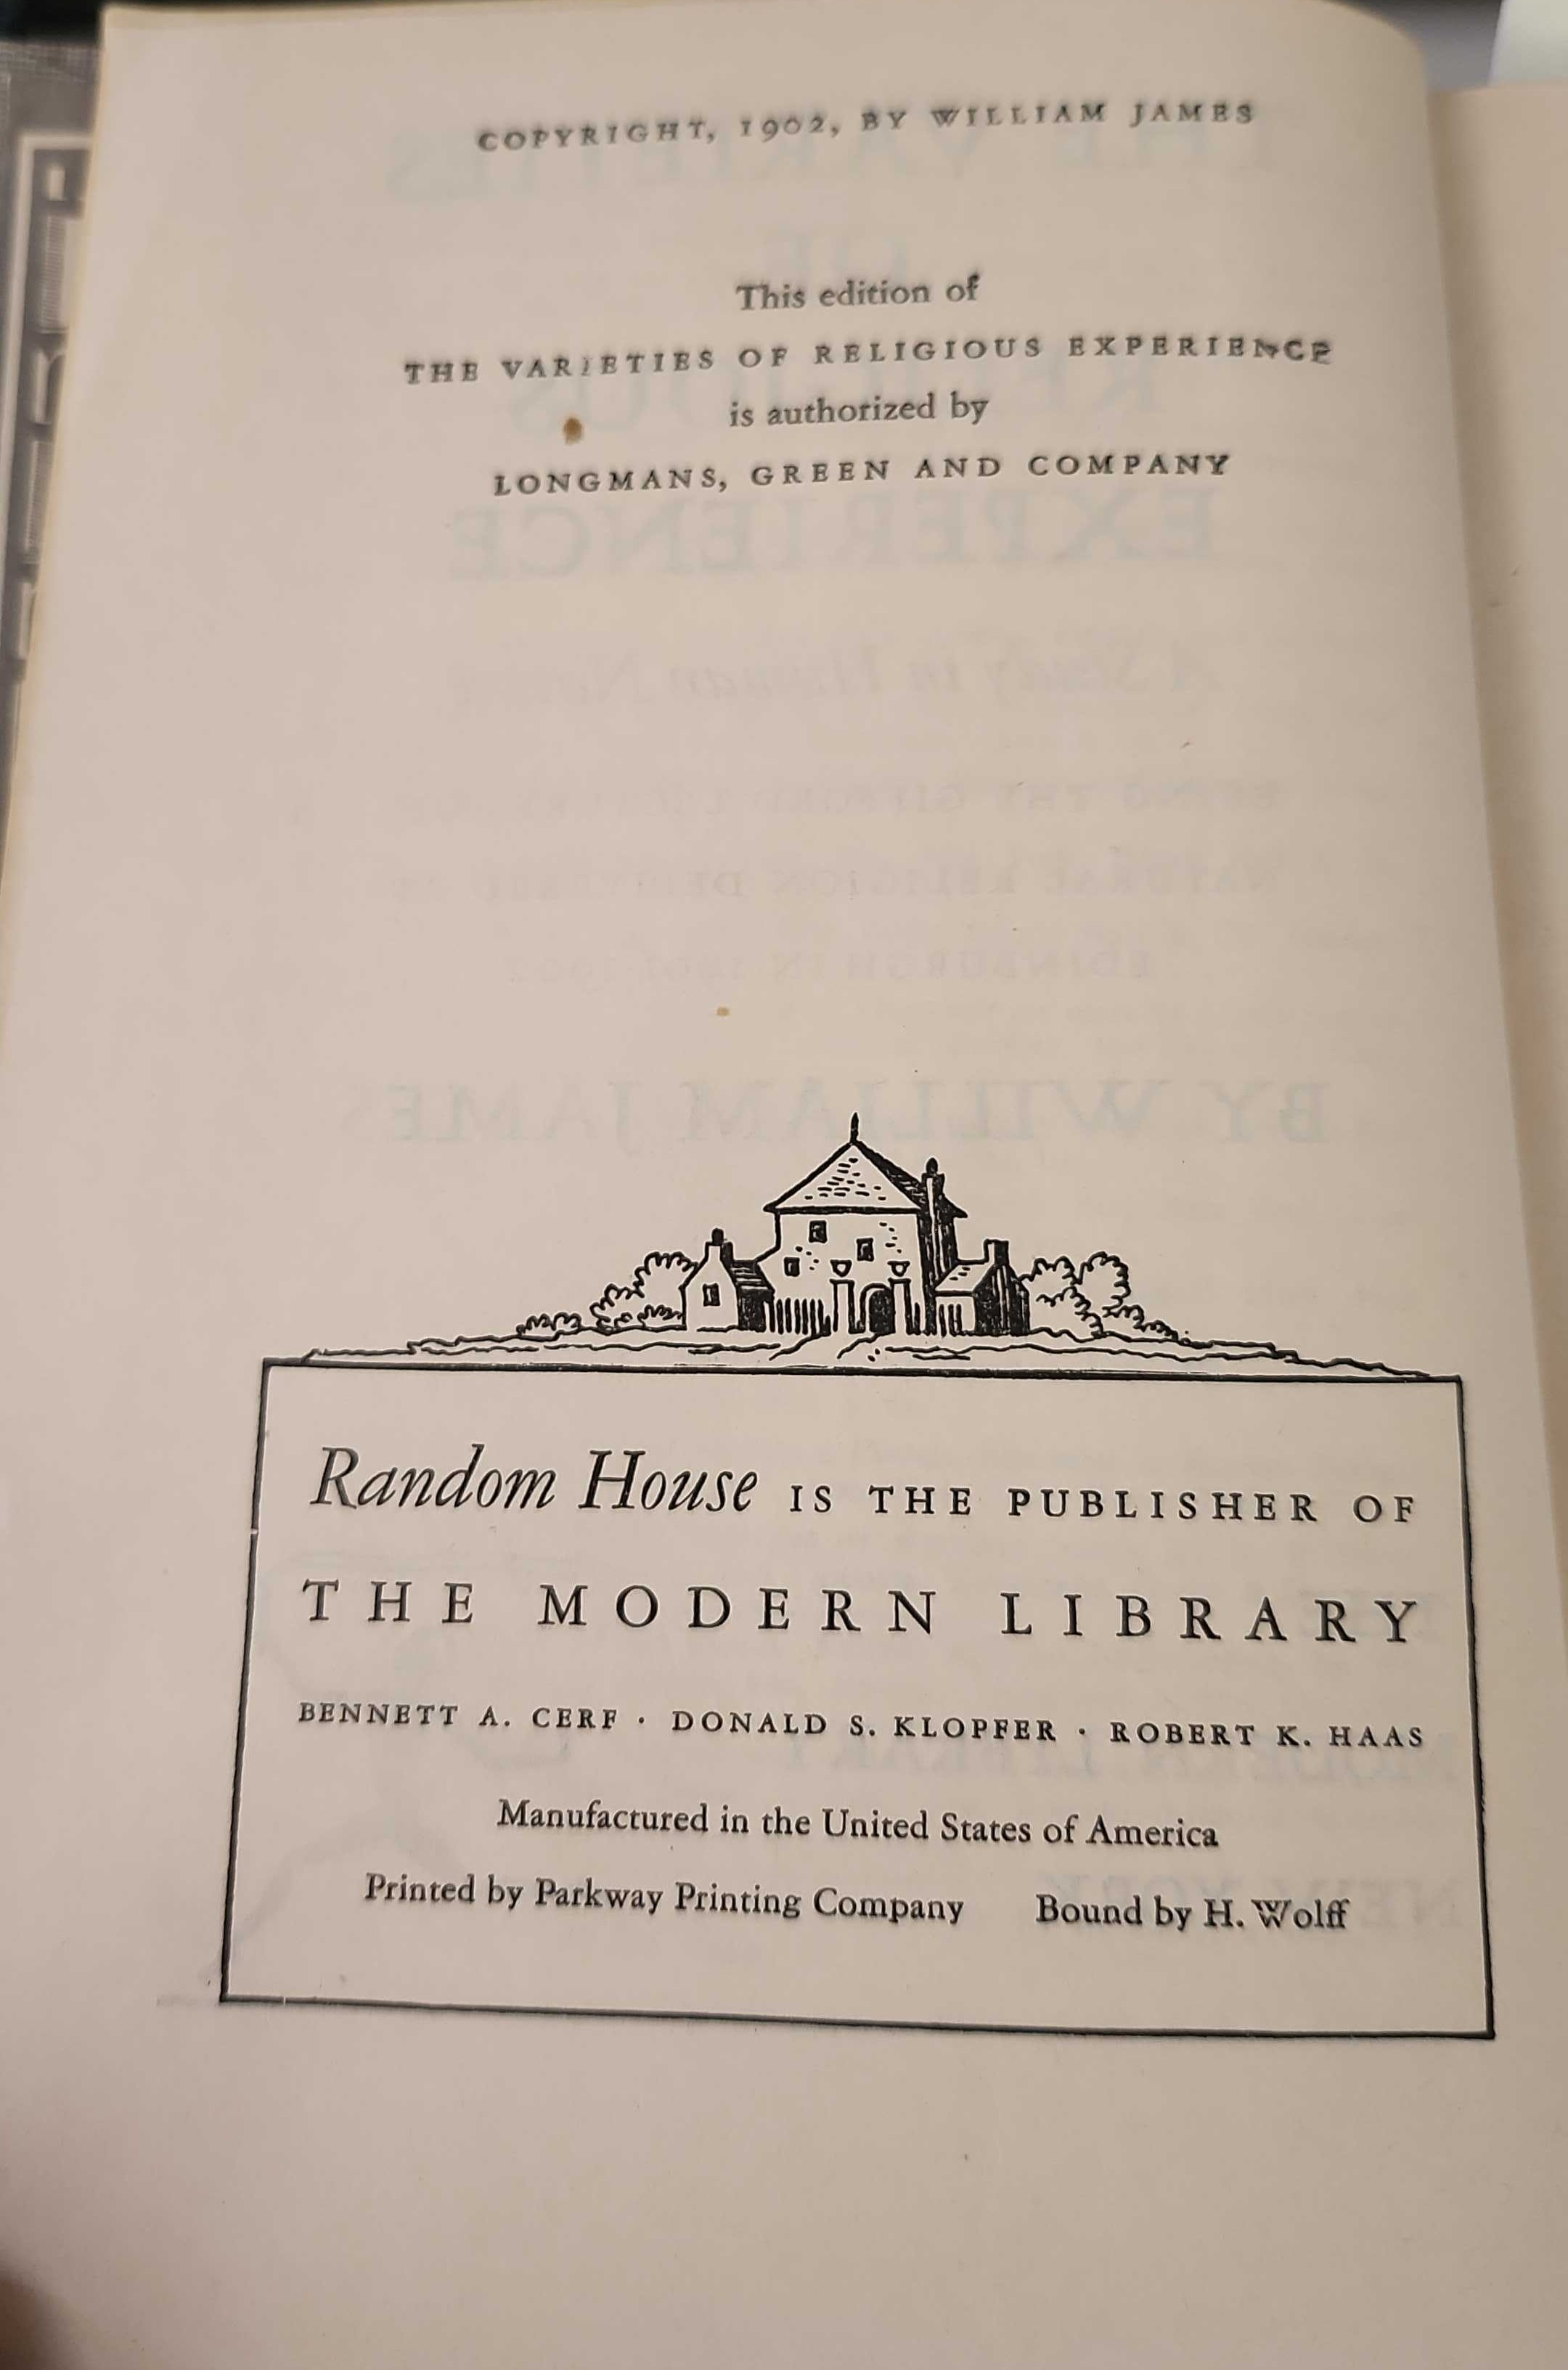 COPYRIGHT, 1902, BY WILLIAM JAMES
This edition of
THE VARIETIES OF RELIGIOUS EXPERIENCE
is authorized by
LONGMANS, GREEN AND COMPANY
Random House IS THE PUBLISHER OF
THE MODERN LIBRARY
BENNETT A. CERF · DONALD S. KLOPFER · ROBERT K. HAAS
Manufactured in the United States of America
Printed by Parkway Printing Company Bound by H. Wolff